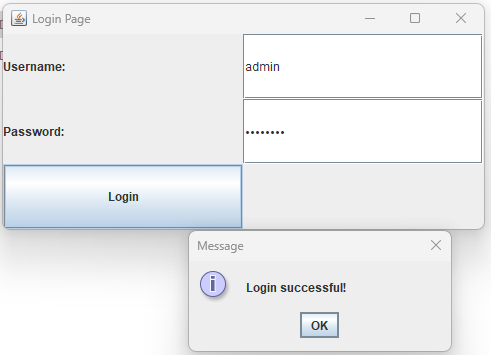 Login Page
Username:
admin
Password:
••••••••
Login
Message
Login successful!
OK